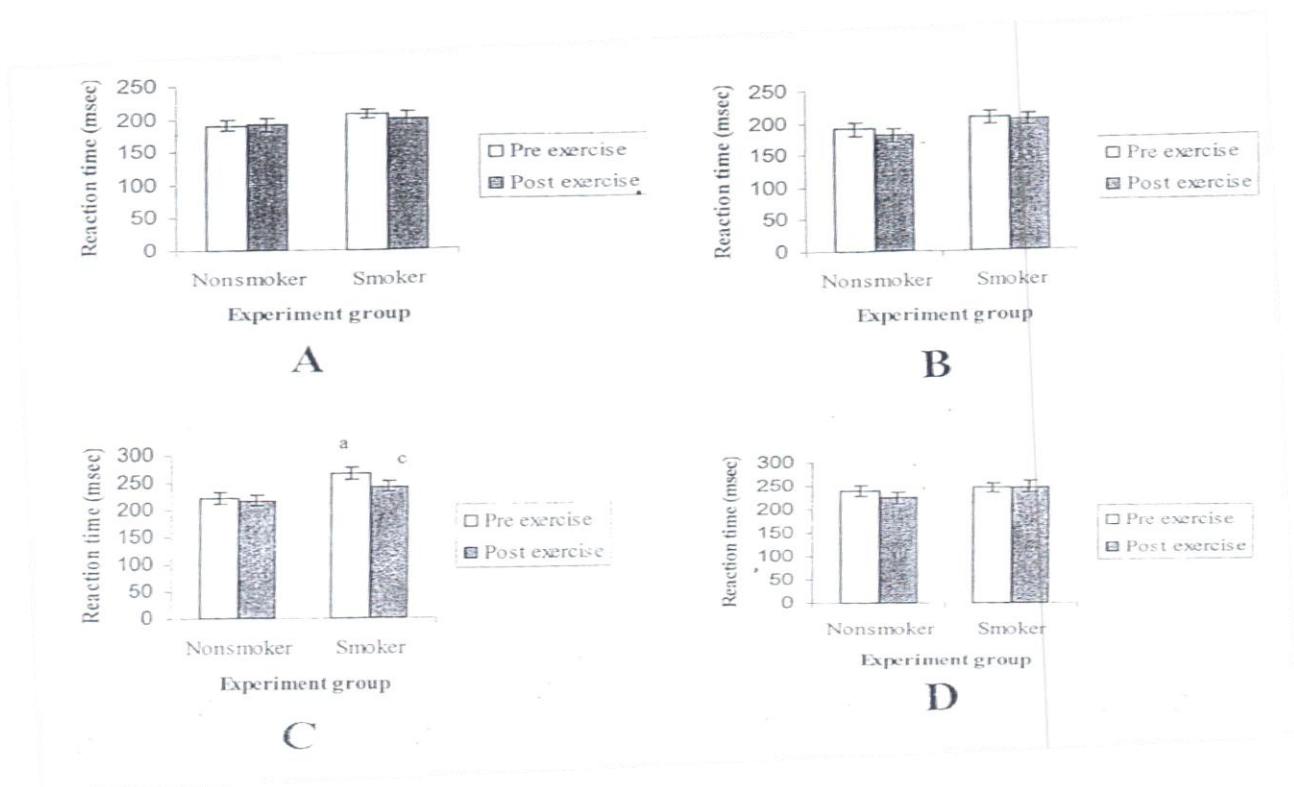 Reaction time (msec)
250
200
150
100
50
0
Nonsmoker Smoker
Experiment group
Pre exercise
Post exercise
A
Reaction time (msec)
250
200
150
100
50
0
Nonsmoker Smoker
Experiment group
Pre exercise
Post exercise
B
Reaction time (msec)
300
250
200
150
100
50
0
a
c
Nonsmoker Smoker
Experiment group
Pre exercise
Post exercise
C
Reaction time (msec)
300
250
200
150
100
50
0
Nonsmoker Smoker
Experiment group
Pre exercise
Post exercise
D